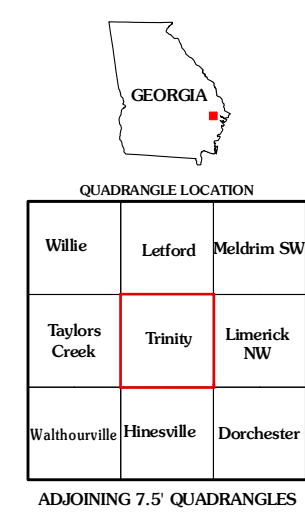 GEORGIA
QUADRANGLE LOCATION
Willie
Letford
Meldrim SW
Taylors
Creek
Trinity
Limerick
NW
Walthourville
Hinesville
Dorchester
ADJOINING 7.5' QUADRANGLES